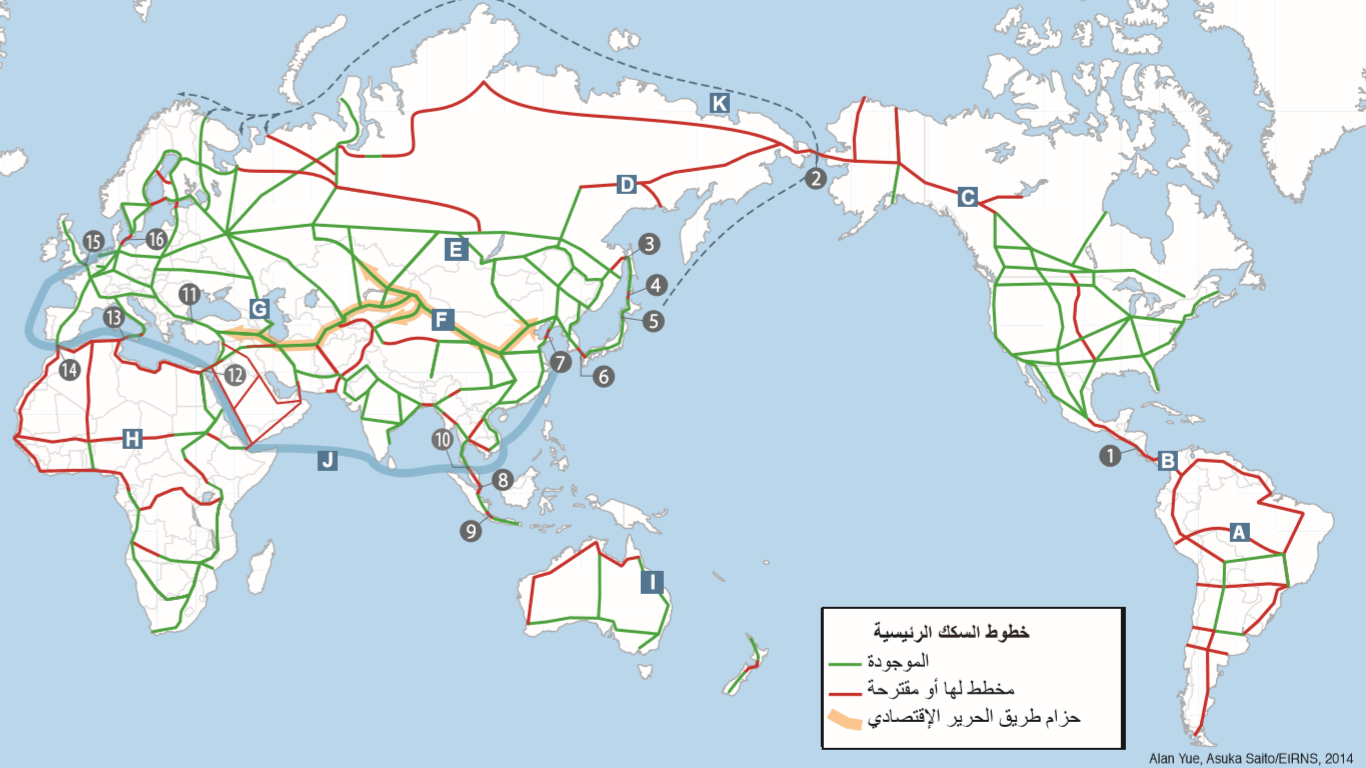 K
2
D
C
3
16
15
E
4
11
G
F
5
13
7
14
12
6
H
10
J
1
B
8
9
A
I
خطوط السكك الرئيسية
الموجودة
مخطط لها أو مقترحة
حزام طريق الحرير الإقتصادي
Alan Yue, Asuka Saito/EIRNS, 2014